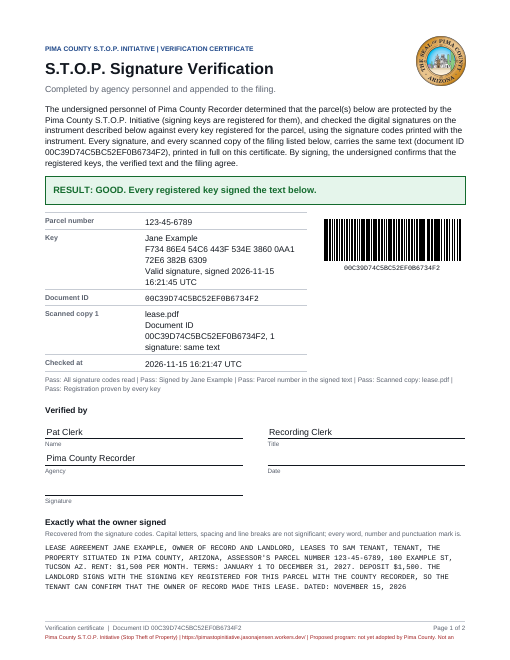 PIMA COUNTY S.T.O.P. INITIATIVE | VERIFICATION CERTIFICATE
THE SEAL OF PIMA COUNTY
ARIZONA
S.T.O.P. Signature Verification
Completed by agency personnel and appended to the filing.
The undersigned personnel of Pima County Recorder determined that the parcel(s) below are protected by the
Pima County S.T.O.P. Initiative (signing keys are registered for them), and checked the digital signatures on the
instrument described below against every key registered for the parcel, using the signature codes printed with the
instrument. Every signature, and every scanned copy of the filing listed below, carries the same text (document ID
00C39D74C5BC52EF0B6734F2), printed in full on this certificate. By signing, the undersigned confirms that the
registered keys, the verified text and the filing agree.
RESULT: GOOD. Every registered key signed the text below.
Parcel number 123-45-6789
Key Jane Example
F734 86E4 54C6 443F 534E 3860 0AA1
72E6 382B 6309
Valid signature, signed 2026-11-15
16:21:45 UTC
00C39D74C5BC52EF0B6734F2
Document ID 00C39D74C5BC52EF0B6734F2
Scanned copy 1 lease.pdf
Document ID
00C39D74C5BC52EF0B6734F2, 1
signature: same text
Checked at 2026-11-15 16:21:47 UTC
Pass: All signature codes read | Pass: Signed by Jane Example | Pass: Parcel number in the signed text | Pass: Scanned copy: lease.pdf |
Pass: Registration proven by every key
Verified by
Pat Clerk Recording Clerk
Name Title
Pima County Recorder
Agency Date
Signature
Exactly what the owner signed
Recovered from the signature codes. Capital letters, spacing and line breaks are not significant; every word, number and punctuation mark is.
LEASE AGREEMENT JANE EXAMPLE, OWNER OF RECORD AND LANDLORD, LEASES TO SAM TENANT, TENANT, THE
PROPERTY SITUATED IN PIMA COUNTY, ARIZONA, ASSESSOR'S PARCEL NUMBER 123-45-6789, 100 EXAMPLE ST,
TUCSON AZ. RENT: $1,500 PER MONTH. TERMS: JANUARY 1 TO DECEMBER 31, 2027. DEPOSIT $1,500. THE
LANDLORD SIGNS WITH THE SIGNING KEY REGISTERED FOR THIS PARCEL WITH THE COUNTY RECORDER, SO THE
TENANT CAN CONFIRM THAT THE OWNER OF RECORD MADE THIS LEASE. DATED: NOVEMBER 15, 2026
Verification certificate | Document ID 00C39D74C5BC52EF0B6734F2 Page 1 of 2
Pima County S.T.O.P. Initiative (Stop Theft of Property) | https://pimastopinitiative.jasonajensen.workers.dev/ | Proposed program: not yet adopted by Pima County. Not an